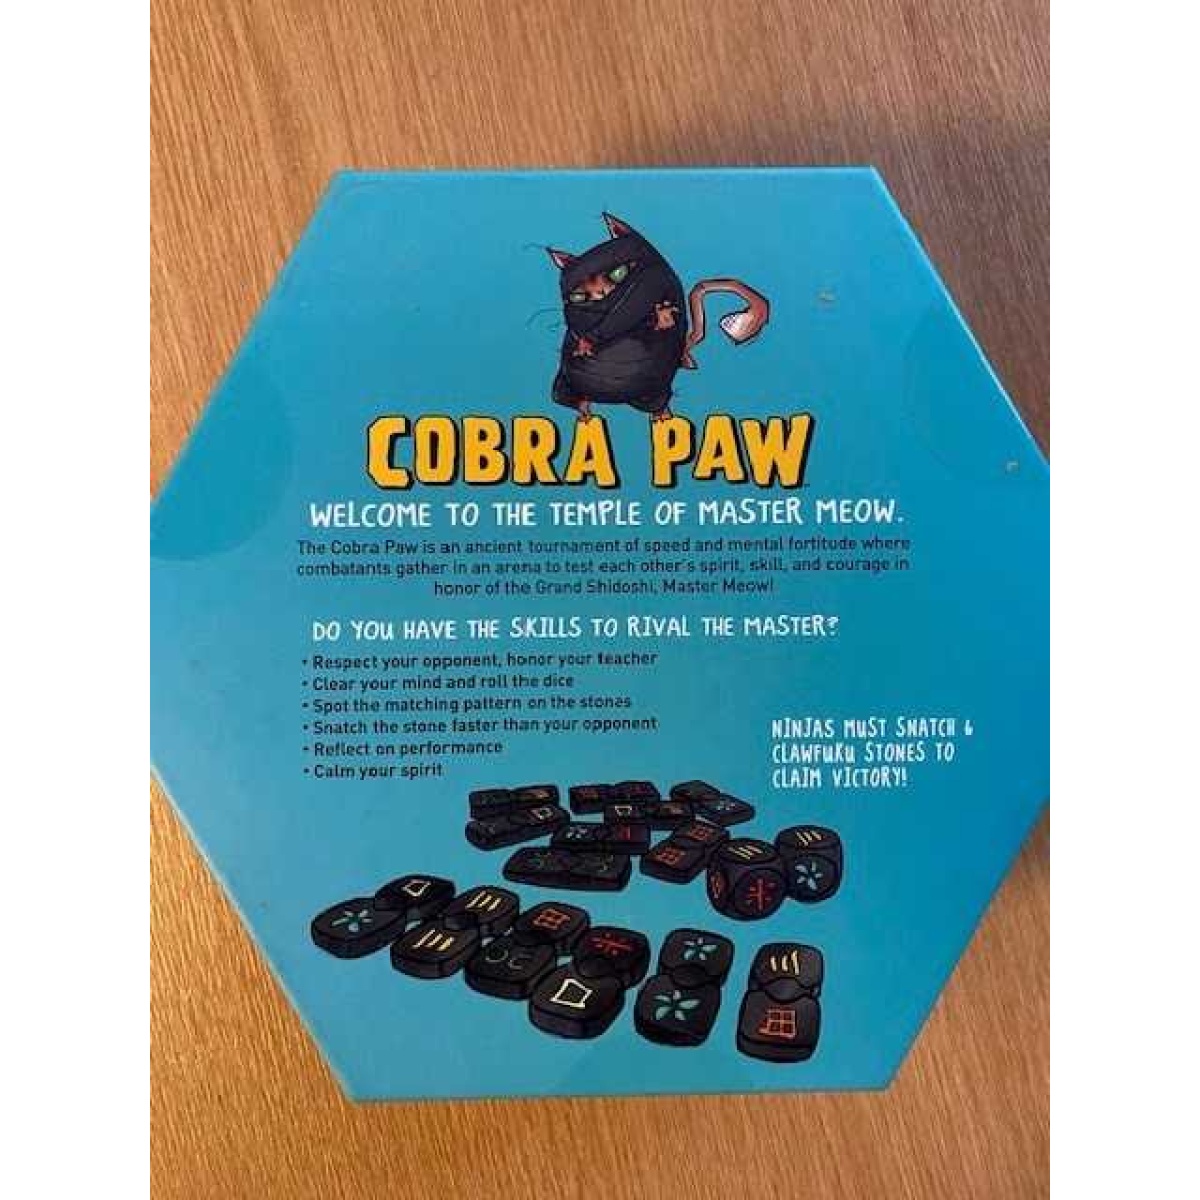 COBRA PAW
WELCOME TO THE TEMPLE OF MASTER MEOW.
The Cobra Paw is an ancient tournament of speed and mental fortitude where
combatants gather in an arena to test each other's spirit, skill, and courage in
honor of the Grand Shidoshi, Master Meow!
DO YOU HAVE THE SKILLS TO RIVAL THE MASTER?
• Respect your opponent, honor your teacher
• Clear your mind and roll the dice
• Spot the matching pattern on the stones
• Snatch the stone faster than your opponent
• Reflect on performance
• Calm your spirit
NINJAS MUST SNATCH 6
CLAWFUKU STONES TO
CLAIM VICTORY!